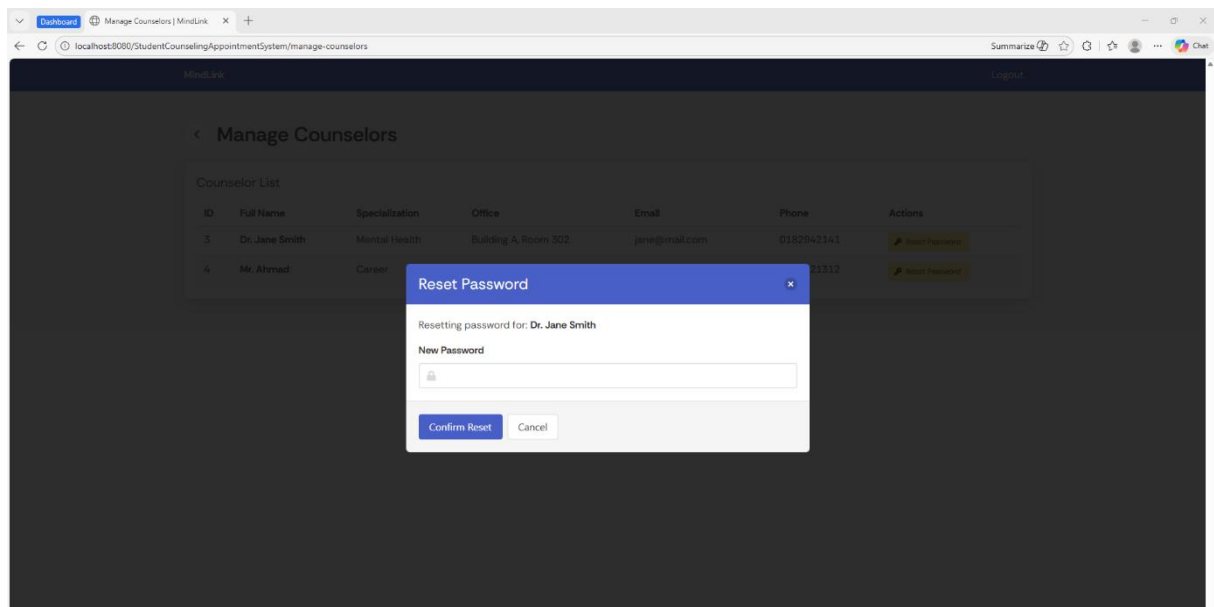 Dashboard Manage Counselors | MindLink
localhost:8080/StudentCounselingAppointmentSystem/manage-counselors Summarize Chat
MindLink Logout
Manage Counselors
Counselor List
ID Full Name Specialization Office Email Phone Actions
3 Dr. Jane Smith Mental Health Building A, Room 302 jane@mail.com 0182942141 Reset Password
4 Mr. Ahmad Career 21312 Reset Password
Reset Password
Resetting password for: Dr. Jane Smith
New Password
Confirm Reset Cancel